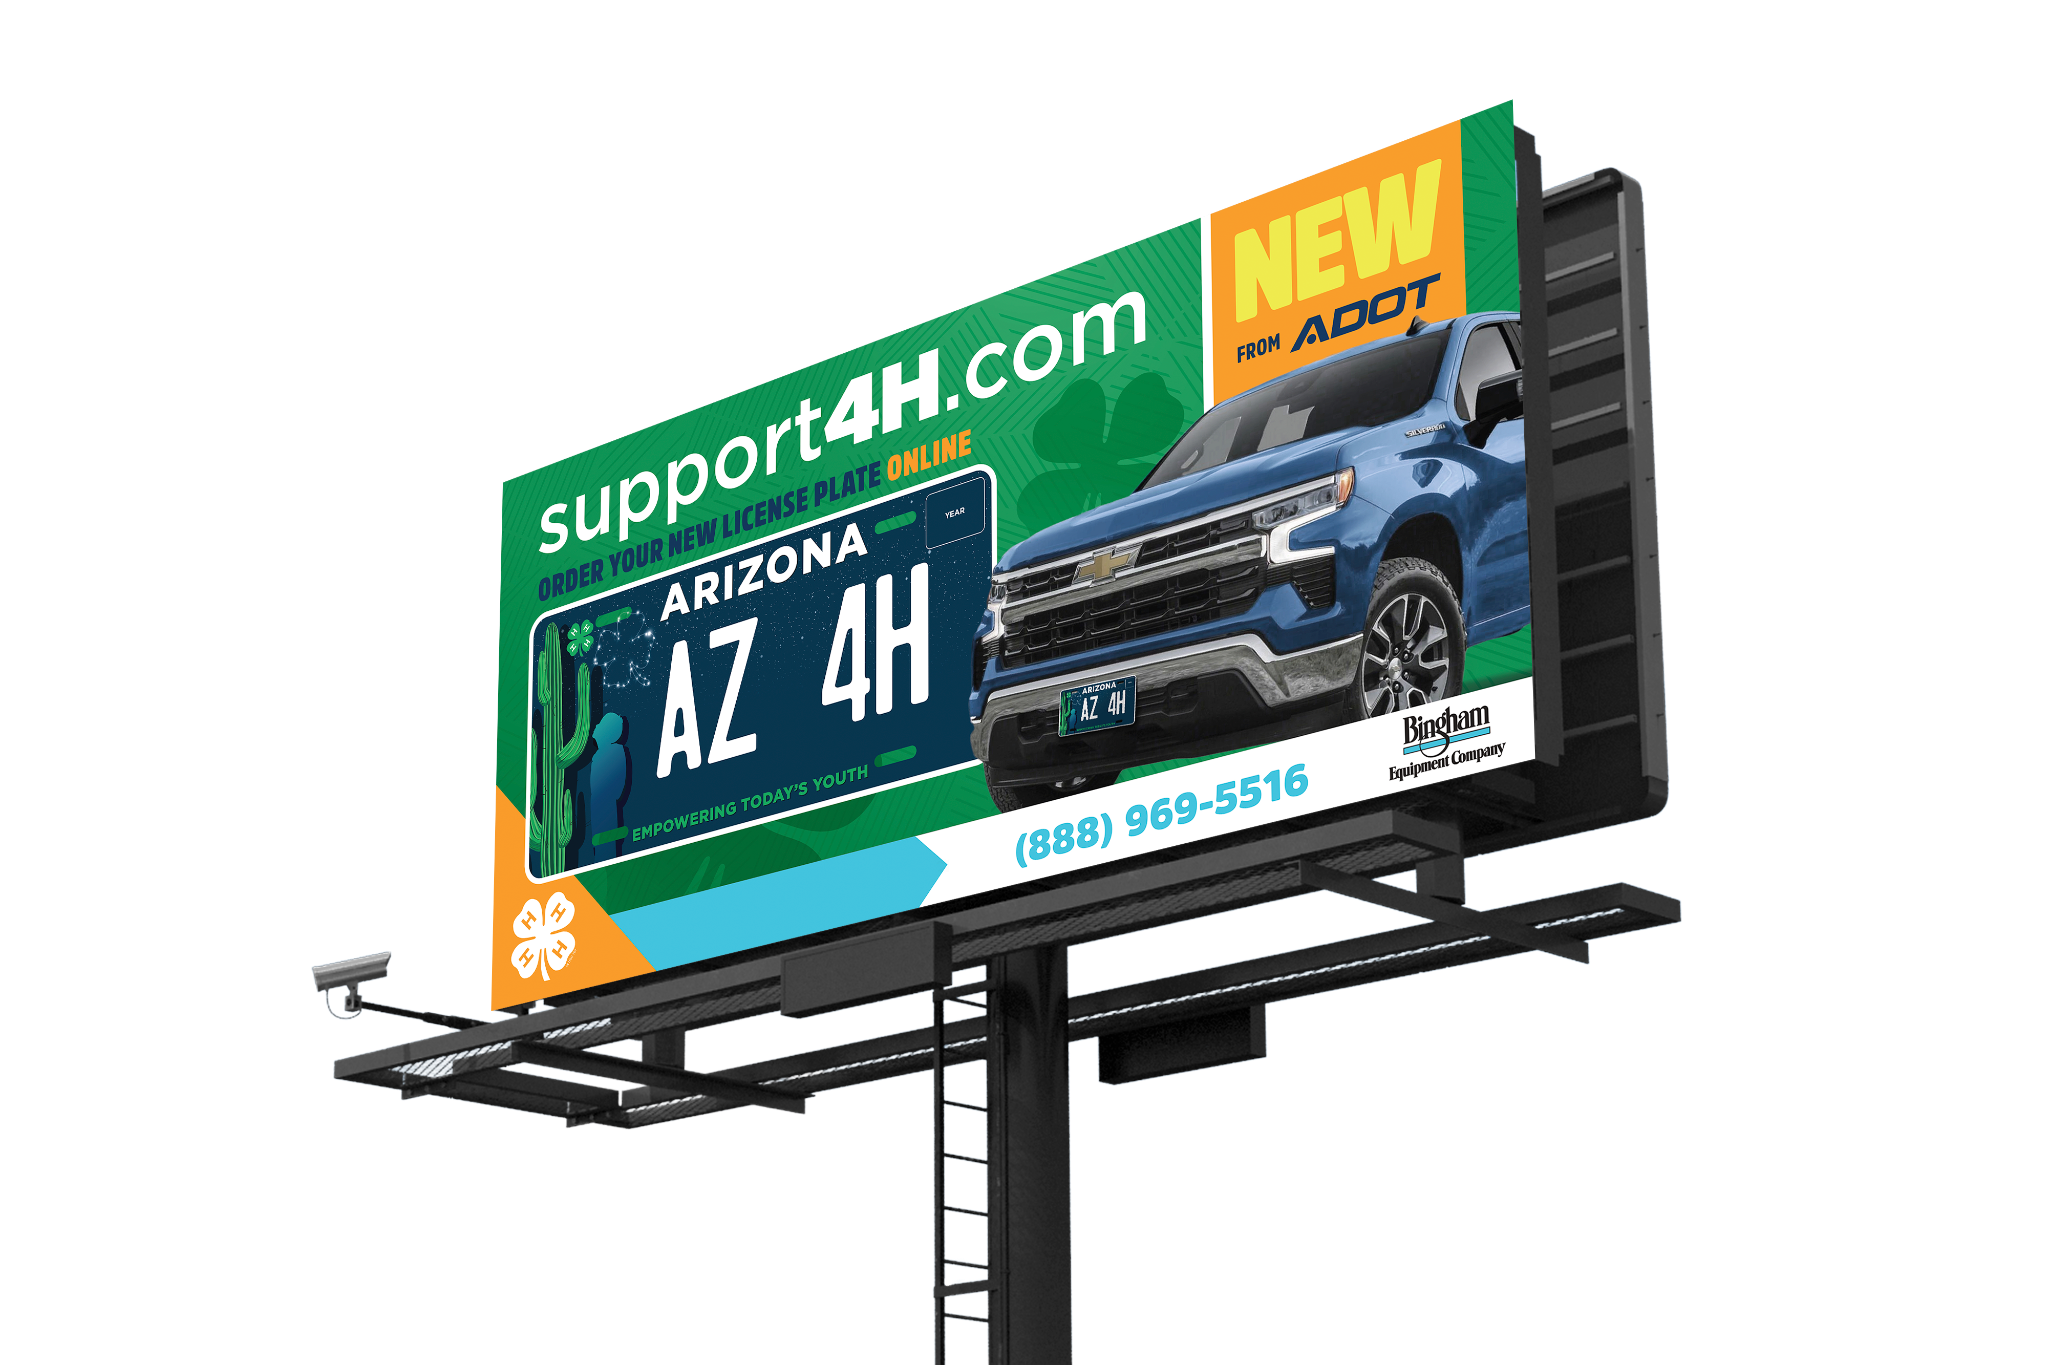 NEW
FROM ADOT
support4H.com
ORDER YOUR NEW LICENSE PLATE ONLINE
ARIZONA
YEAR
AZ 4H
EMPOWERING TODAY'S YOUTH
SILVERADO
ARIZONA
AZ 4H
(888) 969-5516
Bingham
Equipment Company
H H
H H